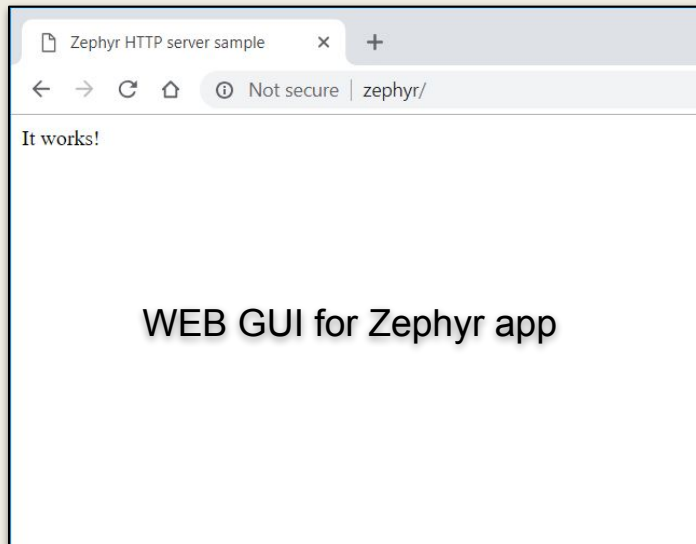 Zephyr HTTP server sample
Not secure | zephyr/
It works!
WEB GUI for Zephyr app